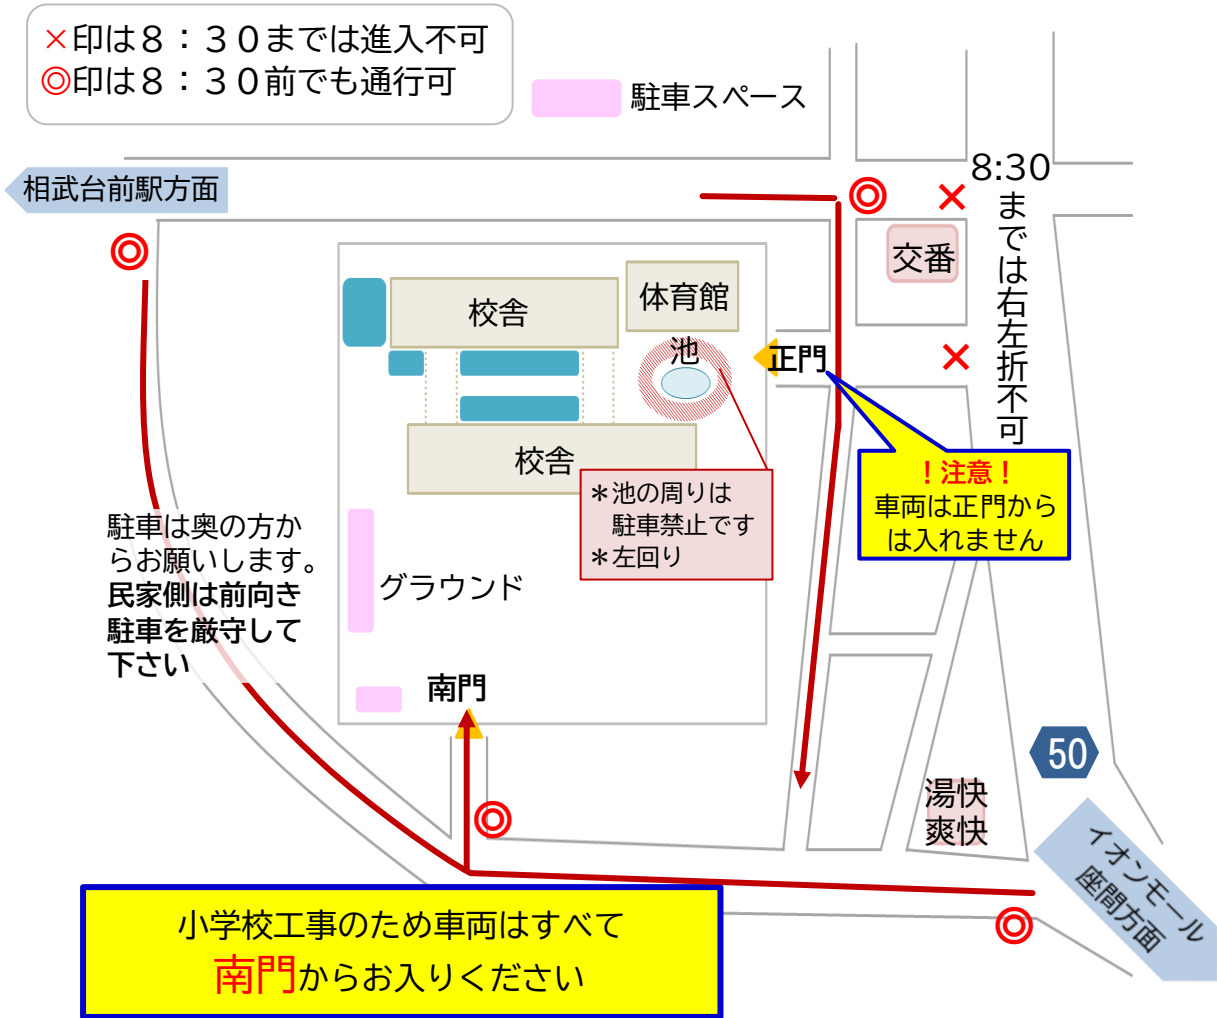 ×印は８：３０までは進入不可
◎印は８：３０前でも通行可
駐車スペース
相武台前駅方面
8:30
までは右左折不可
交番
校舎
体育館
池
正門
校舎
！注意！
車両は正門から
は入れません
＊池の周りは
駐車禁止です
＊左回り
駐車は奥の方か
らお願いします。
民家側は前向き
駐車を厳守して
下さい
グラウンド
南門
50
湯快
爽快
イオンモール
座間方面
小学校工事のため車両はすべて
南門からお入りください